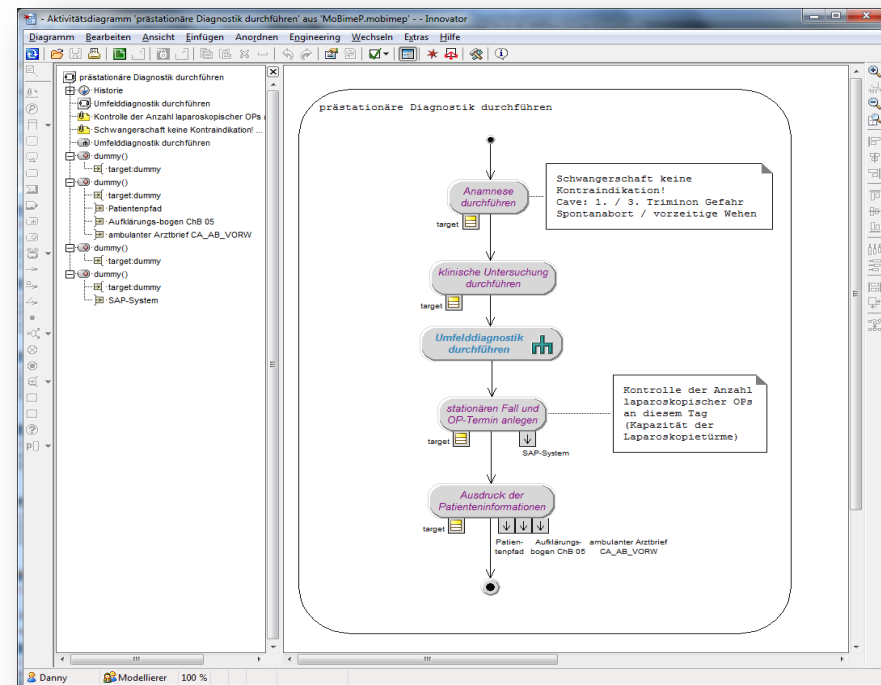 - Aktivitätsdiagramm 'prästationäre Diagnostik durchführen' aus 'MoBimeP.mobimep' - - Innovator
Diagramm Bearbeiten Ansicht Einfügen Anordnen Engineering Wechseln Extras Hilfe
prästationäre Diagnostik durchführen
Historie
Umfelddiagnostik durchführen
Kontrolle der Anzahl laparoskopischer OPs
Schwangerschaft keine Kontraindikation! ...
Umfelddiagnostik durchführen
dummy()
target:dummy
dummy()
target:dummy
Patientenpfad
Aufklärungs-bogen ChB 05
ambulanter Arztbrief CA_AB_VORW
dummy()
target:dummy
dummy()
target:dummy
SAP-System
prästationäre Diagnostik durchführen
Anamnese
durchführen
target
Schwangerschaft keine
Kontraindikation!
Cave: 1. / 3. Triminon Gefahr
Spontanabort / vorzeitige Wehen
klinische Untersuchung
durchführen
target
Umfelddiagnostik
durchführen
stationären Fall und
OP-Termin anlegen
target
SAP-System
Kontrolle der Anzahl
laparoskopischer OPs
an diesem Tag
(Kapazität der
Laparoskopietürme)
Ausdruck der
Patienteninformationen
target
Patien- Aufklärungs- ambulanter Arztbrief
tenpfad bogen ChB 05 CA_AB_VORW
Danny Modellierer 100 %